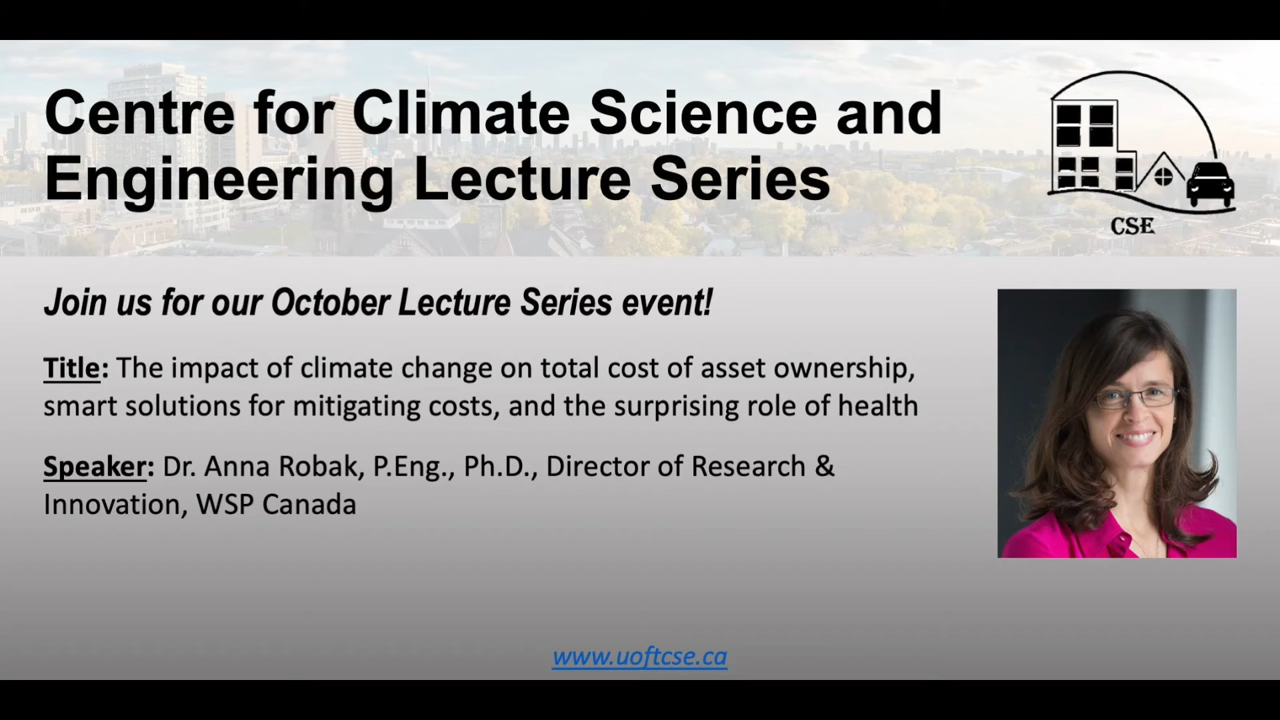 Centre for Climate Science and
Engineering Lecture Series
CSE
Join us for our October Lecture Series event!
Title: The impact of climate change on total cost of asset ownership,
smart solutions for mitigating costs, and the surprising role of health
Speaker: Dr. Anna Robak, P.Eng., Ph.D., Director of Research &
Innovation, WSP Canada
www.uoftcse.ca